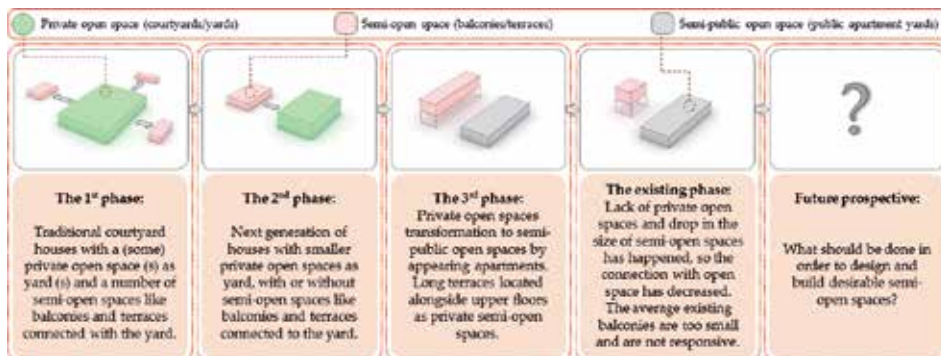 Private open space (courtyards/yards)
Semi-open space (balconies/terraces)
Semi-public open space (public apartment yards)
?
The 1st phase:
Traditional courtyard
houses with a (some)
private open space (s) as
yard (s) and a number of
semi-open spaces like
balconies and terraces
connected with the yard.
The 2nd phase:
Next generation of
houses with smaller
private open spaces as
yard, with or without
semi-open spaces like
balconies and terraces
connected to the yard.
The 3rd phase:
Private open spaces
transformation to semi-
public open spaces by
appearing apartments.
Long terraces located
alongside upper floors
as private semi-open
spaces.
The existing phase:
Lack of private open
spaces and drop in the
size of semi-open spaces
has happened, so the
connection with open
space has decreased.
The average existing
balconies are too small
and are not responsive.
Future prospective:
What should be done in
order to design and
build desirable semi-
open spaces?